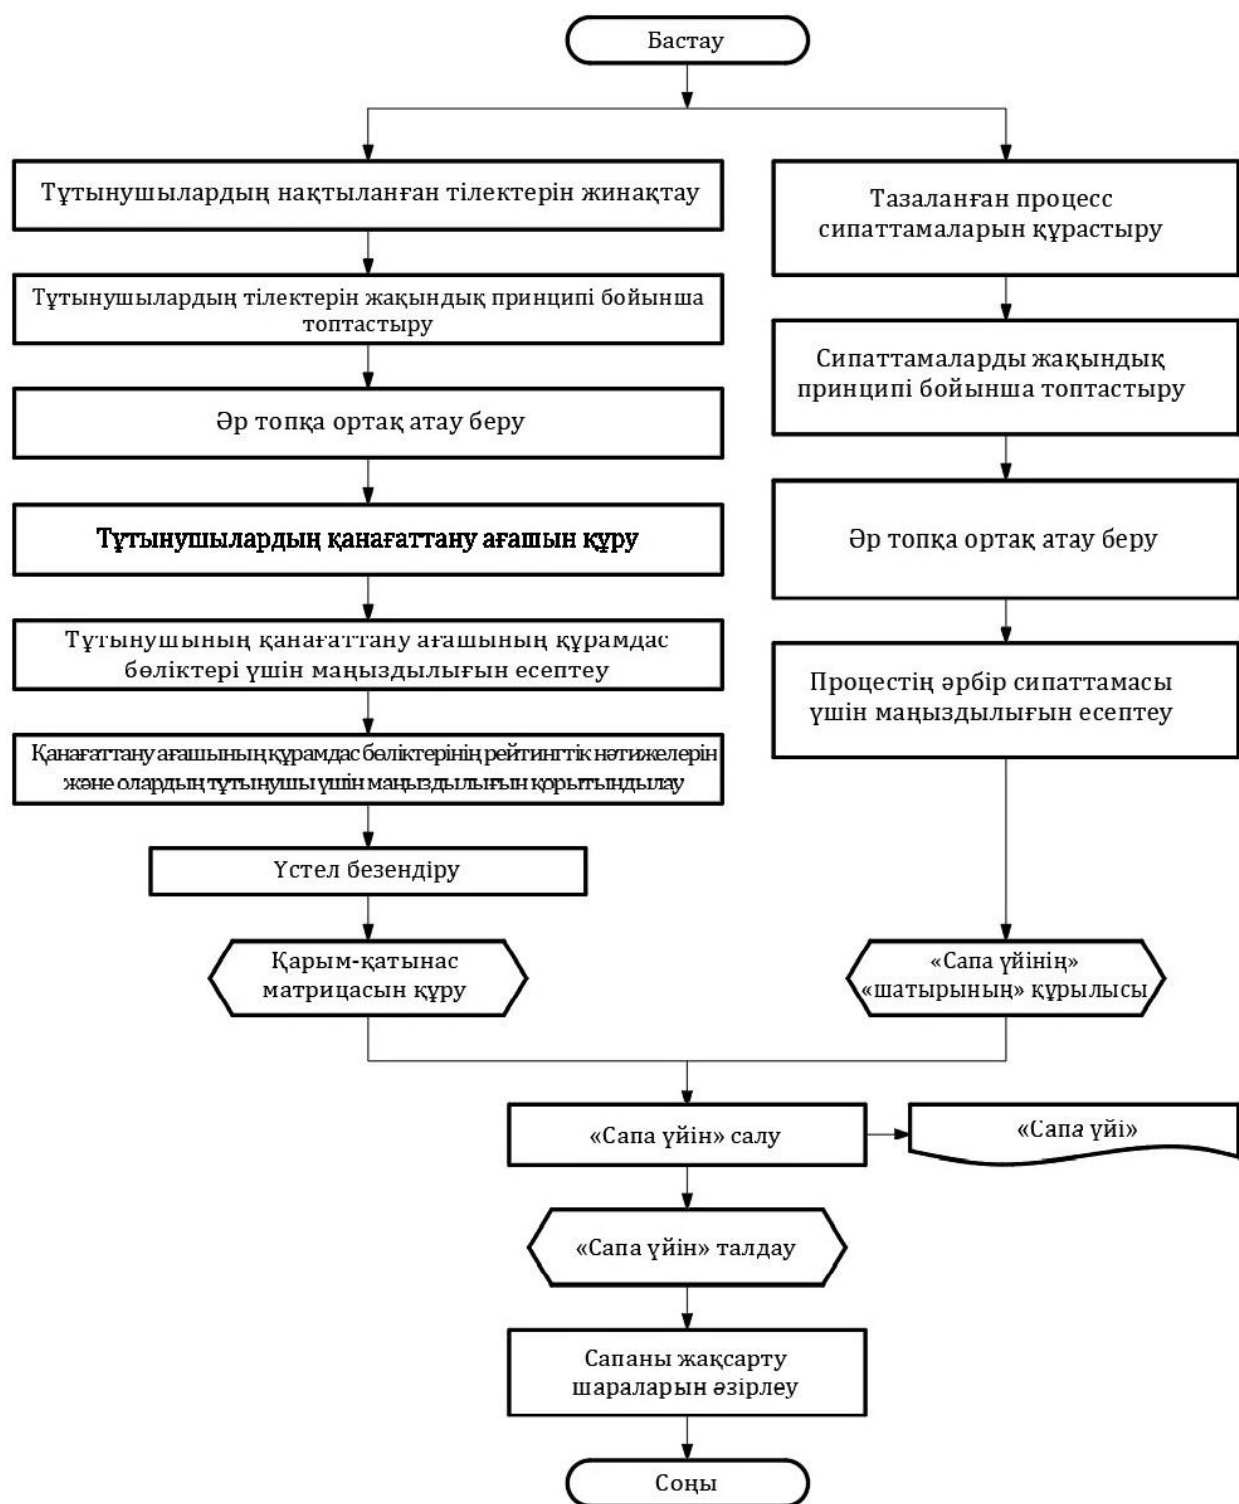 Бастау
Тұтынушылардың нақтыланған тілектерін жинақтау
Тұтынушылардың тілектерін жақындық принципі бойынша
топтастыру
Әр топқа ортақ атау беру
Тұтынушылардың қанағаттану ағашын құру
Тұтынушының қанағаттану ағашының құрамдас
бөліктері үшін маңыздылығын есептеу
Қанағаттану ағашының құрамдас бөліктерінің рейтингтік нәтижелерін
және олардың тұтынушы үшін маңыздылығын қорытындылау
Үстел безендіру
Қарым-қатынас
матрицасын құру
Тазаланған процесс
сипаттамаларын құрастыру
Сипаттамаларды жақындық
принципі бойынша топтастыру
Әр топқа ортақ атау беру
Процестің әрбір сипаттамасы
үшін маңыздылығын есептеу
«Сапа үйінің»
«шатырының» құрылысы
«Сапа үйін» салу
«Сапа үйі»
«Сапа үйін» талдау
Сапаны жақсарту
шараларын әзірлеу
Соңы